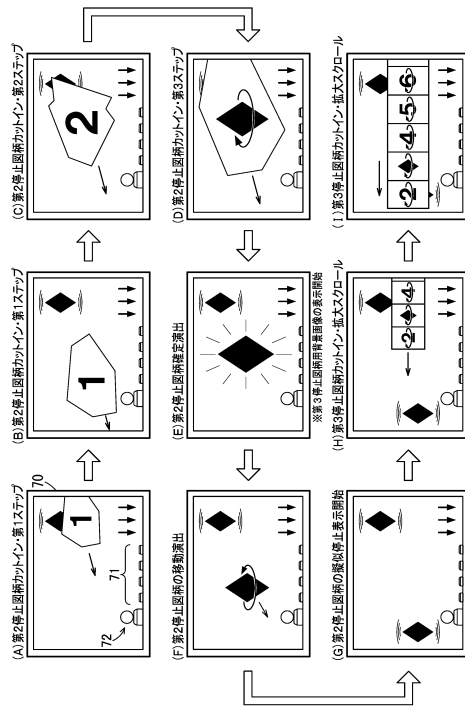 (A)第2停止図柄カットイン・第1ステップ
70
1
71
72
(B)第2停止図柄カットイン・第1ステップ
1
(C)第2停止図柄カットイン・第2ステップ
2
(D)第2停止図柄カットイン・第3ステップ
(E)第2停止図柄確定演出
※第3停止図柄用背景画像の表示開始
(F)第2停止図柄の移動演出
(G)第2停止図柄の擬似停止表示開始
(H)第3停止図柄カットイン・拡大スクロール
2 4
(I)第3停止図柄カットイン・拡大スクロール
2 4 5 6